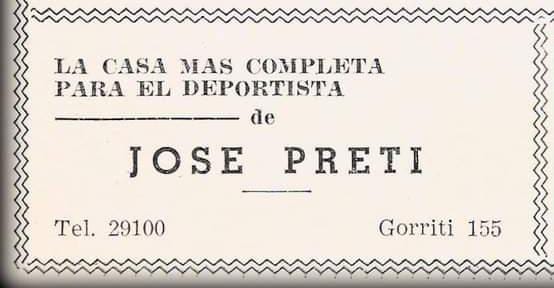 LA CASA MAS COMPLETA
PARA EL DEPORTISTA
de
JOSE PRETI
Tel. 29100 Gorriti 155